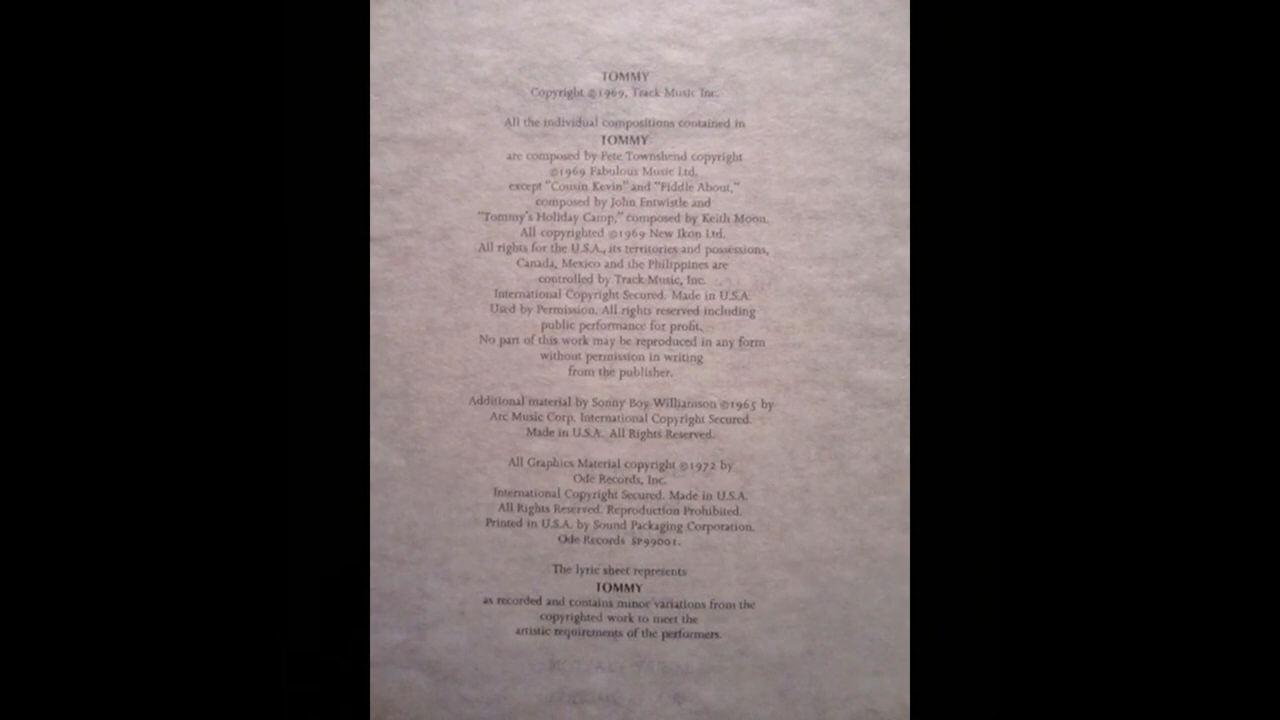 TOMMY
Copyright ©1969, Track Music Inc.
All the individual compositions contained in
TOMMY
are composed by Pete Townshend copyright
©1969 Fabulous Music Ltd.
except "Cousin Kevin" and "Fiddle About,"
composed by John Entwistle and
"Tommy's Holiday Camp," composed by Keith Moon.
All copyrighted ©1969 New Ikon Ltd.
All rights for the U.S.A., its territories and possessions,
Canada, Mexico and the Philippines are
controlled by Track Music, Inc.
International Copyright Secured. Made in U.S.A.
Used by Permission. All rights reserved including
public performance for profit.
No part of this work may be reproduced in any form
without permission in writing
from the publisher.
Additional material by Sonny Boy Williamson ©1965 by
Arc Music Corp. International Copyright Secured.
Made in U.S.A. All Rights Reserved.
All Graphics Material copyright ©1972 by
Ode Records, Inc.
International Copyright Secured. Made in U.S.A.
All Rights Reserved. Reproduction Prohibited.
Printed in U.S.A. by Sound Packaging Corporation.
Ode Records SP99001.
The lyric sheet represents
TOMMY
as recorded and contains minor variations from the
copyrighted work to meet the
artistic requirements of the performers.